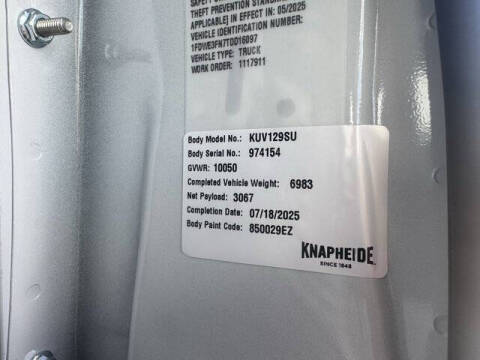 THEFT PREVENTION STANDARDS
APPLICABLE] IN EFFECT IN: 05/2025
VEHICLE IDENTIFICATION NUMBER:
1FDWE3FN7TDD16097
VEHICLE TYPE: TRUCK
WORK ORDER: 1117911
Body Model No.: KUV129SU
Body Serial No.: 974154
GVWR: 10050
Completed Vehicle Weight: 6983
Net Payload: 3067
Completion Date: 07/18/2025
Body Paint Code: 850029EZ
KNAPHEIDE
SINCE 1848